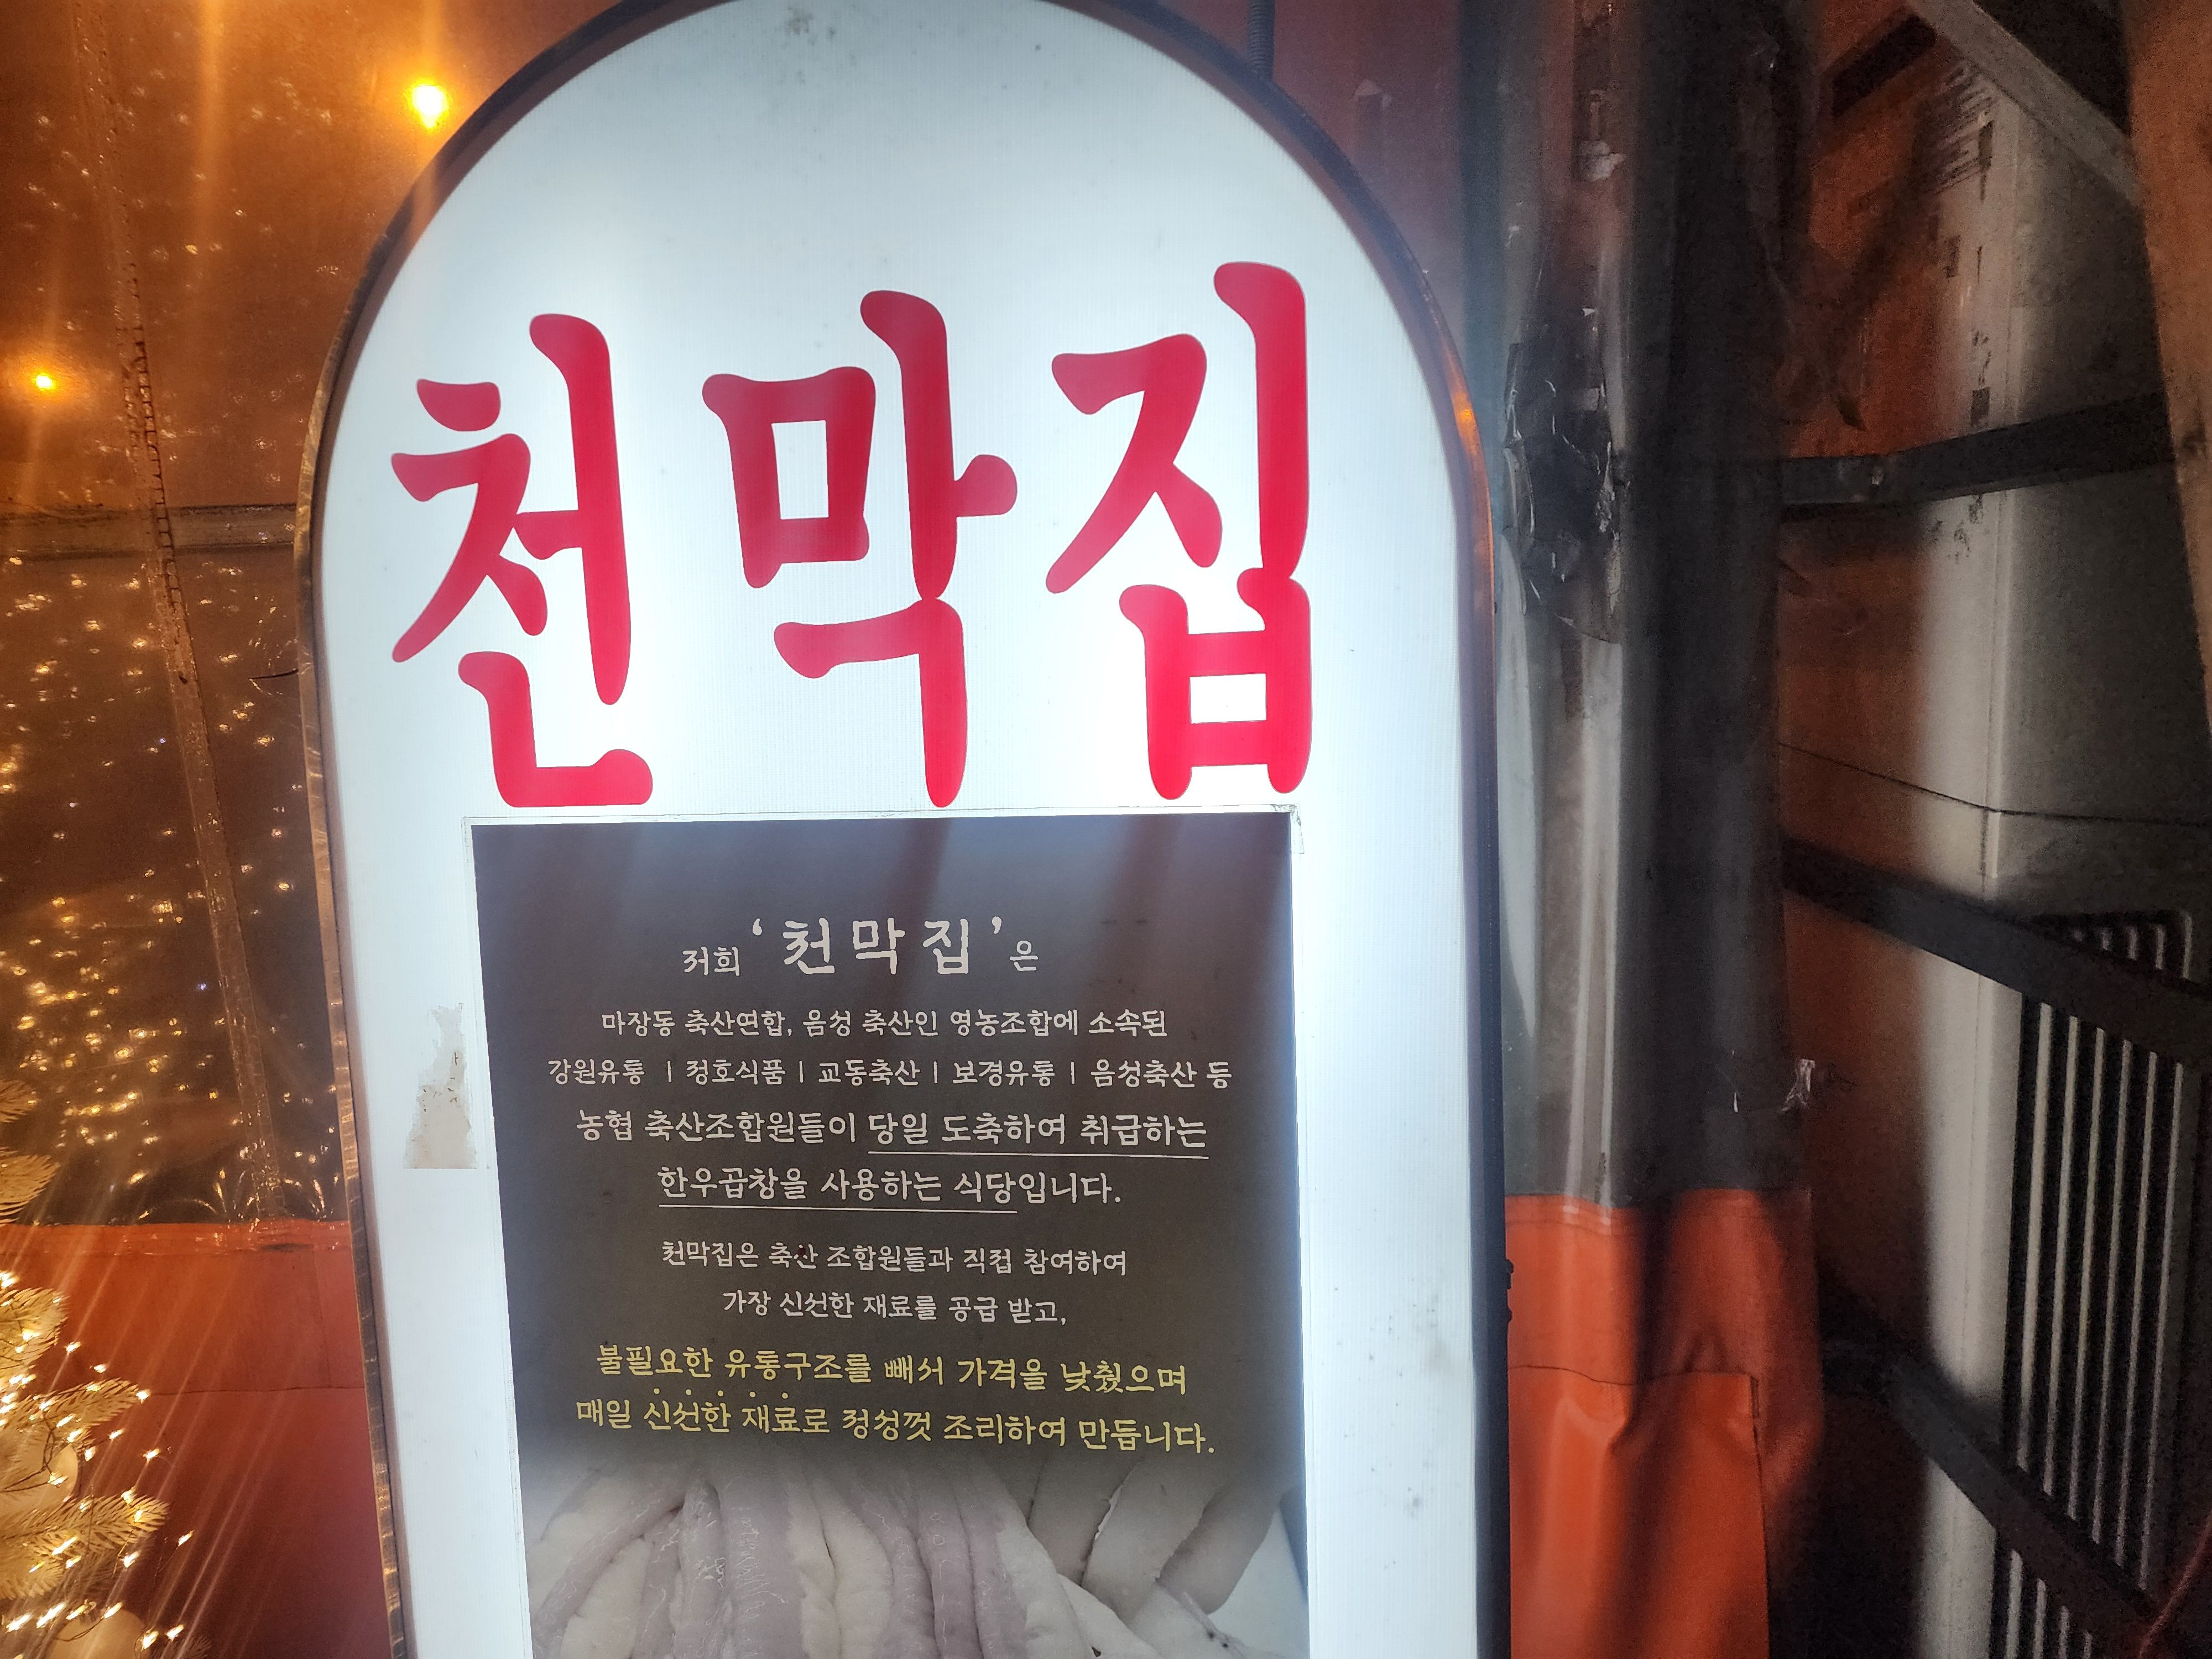 천막집
저희 '천막집'은
마장동 축산연합, 음성 축산인 영농조합에 소속된
강원유통 | 정호식품 | 교동축산 | 보경유통 | 음성축산 등
농협 축산조합원들이 당일 도축하여 취급하는
한우곱창을 사용하는 식당입니다.
천막집은 축산 조합원들과 직접 참여하여
가장 신선한 재료를 공급 받고,
불필요한 유통구조를 빼서 가격을 낮췄으며
매일 신선한 재료로 정성껏 조리하여 만듭니다.